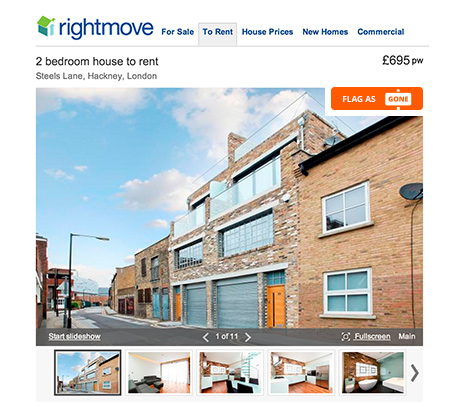 rightmove
For Sale To Rent House Prices New Homes Commercial
2 bedroom house to rent
£695 pw
Steels Lane, Hackney, London
FLAG AS GONE
Start slideshow
1 of 11
Fullscreen
Main